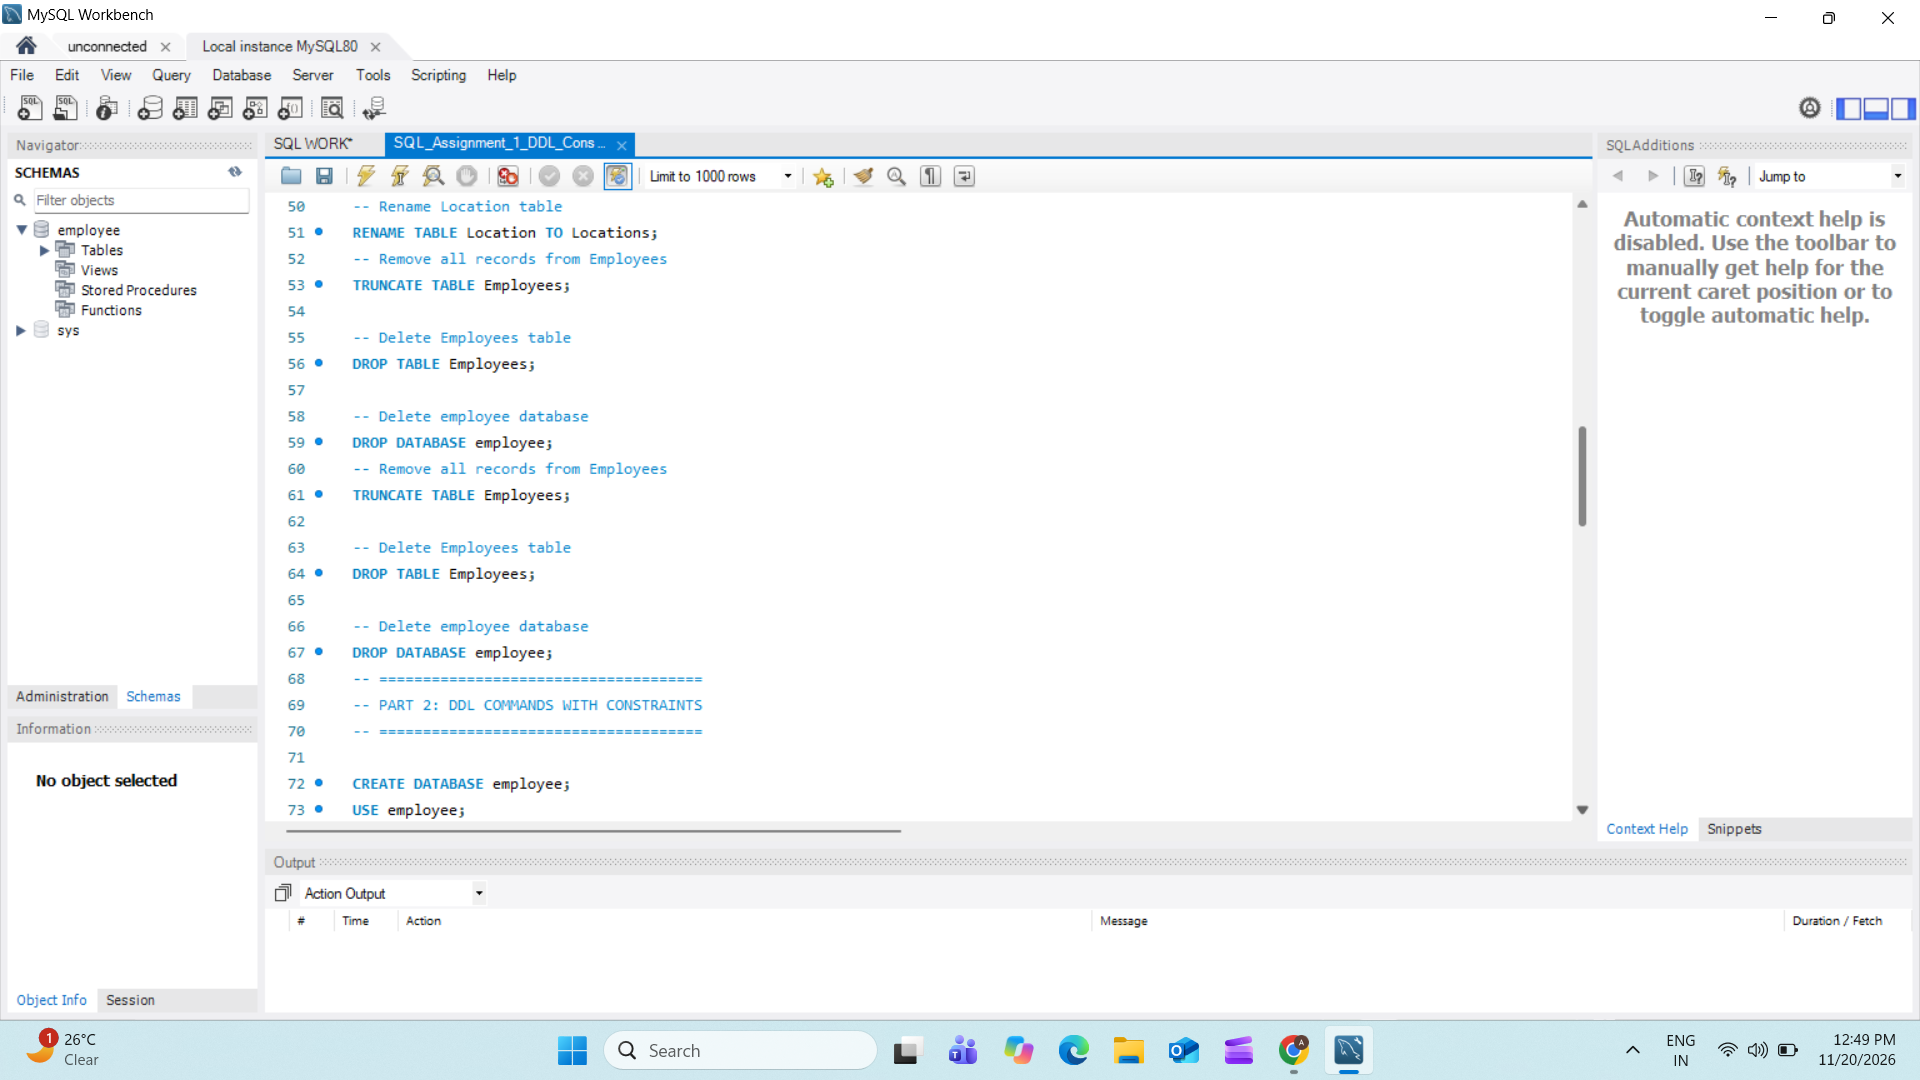 MySQL Workbench
unconnected
Local instance MySQL80
File Edit View Query Database Server Tools Scripting Help
Navigator
SCHEMAS
Filter objects
employee
Tables
Views
Stored Procedures
Functions
sys
Administration Schemas
Information
No object selected
Object Info Session
SQL WORK*
SQL_Assignment_1_DDL_Cons ...
Limit to 1000 rows
50 -- Rename Location table
51 RENAME TABLE Location TO Locations;
52 -- Remove all records from Employees
53 TRUNCATE TABLE Employees;
54
55 -- Delete Employees table
56 DROP TABLE Employees;
57
58 -- Delete employee database
59 DROP DATABASE employee;
60 -- Remove all records from Employees
61 TRUNCATE TABLE Employees;
62
63 -- Delete Employees table
64 DROP TABLE Employees;
65
66 -- Delete employee database
67 DROP DATABASE employee;
68 -- =====================================
69 -- PART 2: DDL COMMANDS WITH CONSTRAINTS
70 -- =====================================
71
72 CREATE DATABASE employee;
73 USE employee;
SQLAdditions
Jump to
Automatic context help is
disabled. Use the toolbar to
manually get help for the
current caret position or to
toggle automatic help.
Context Help Snippets
Output
Action Output
# Time Action Message Duration / Fetch
1
26°C
Clear
Search
ENG
IN
12:49 PM
11/20/2026